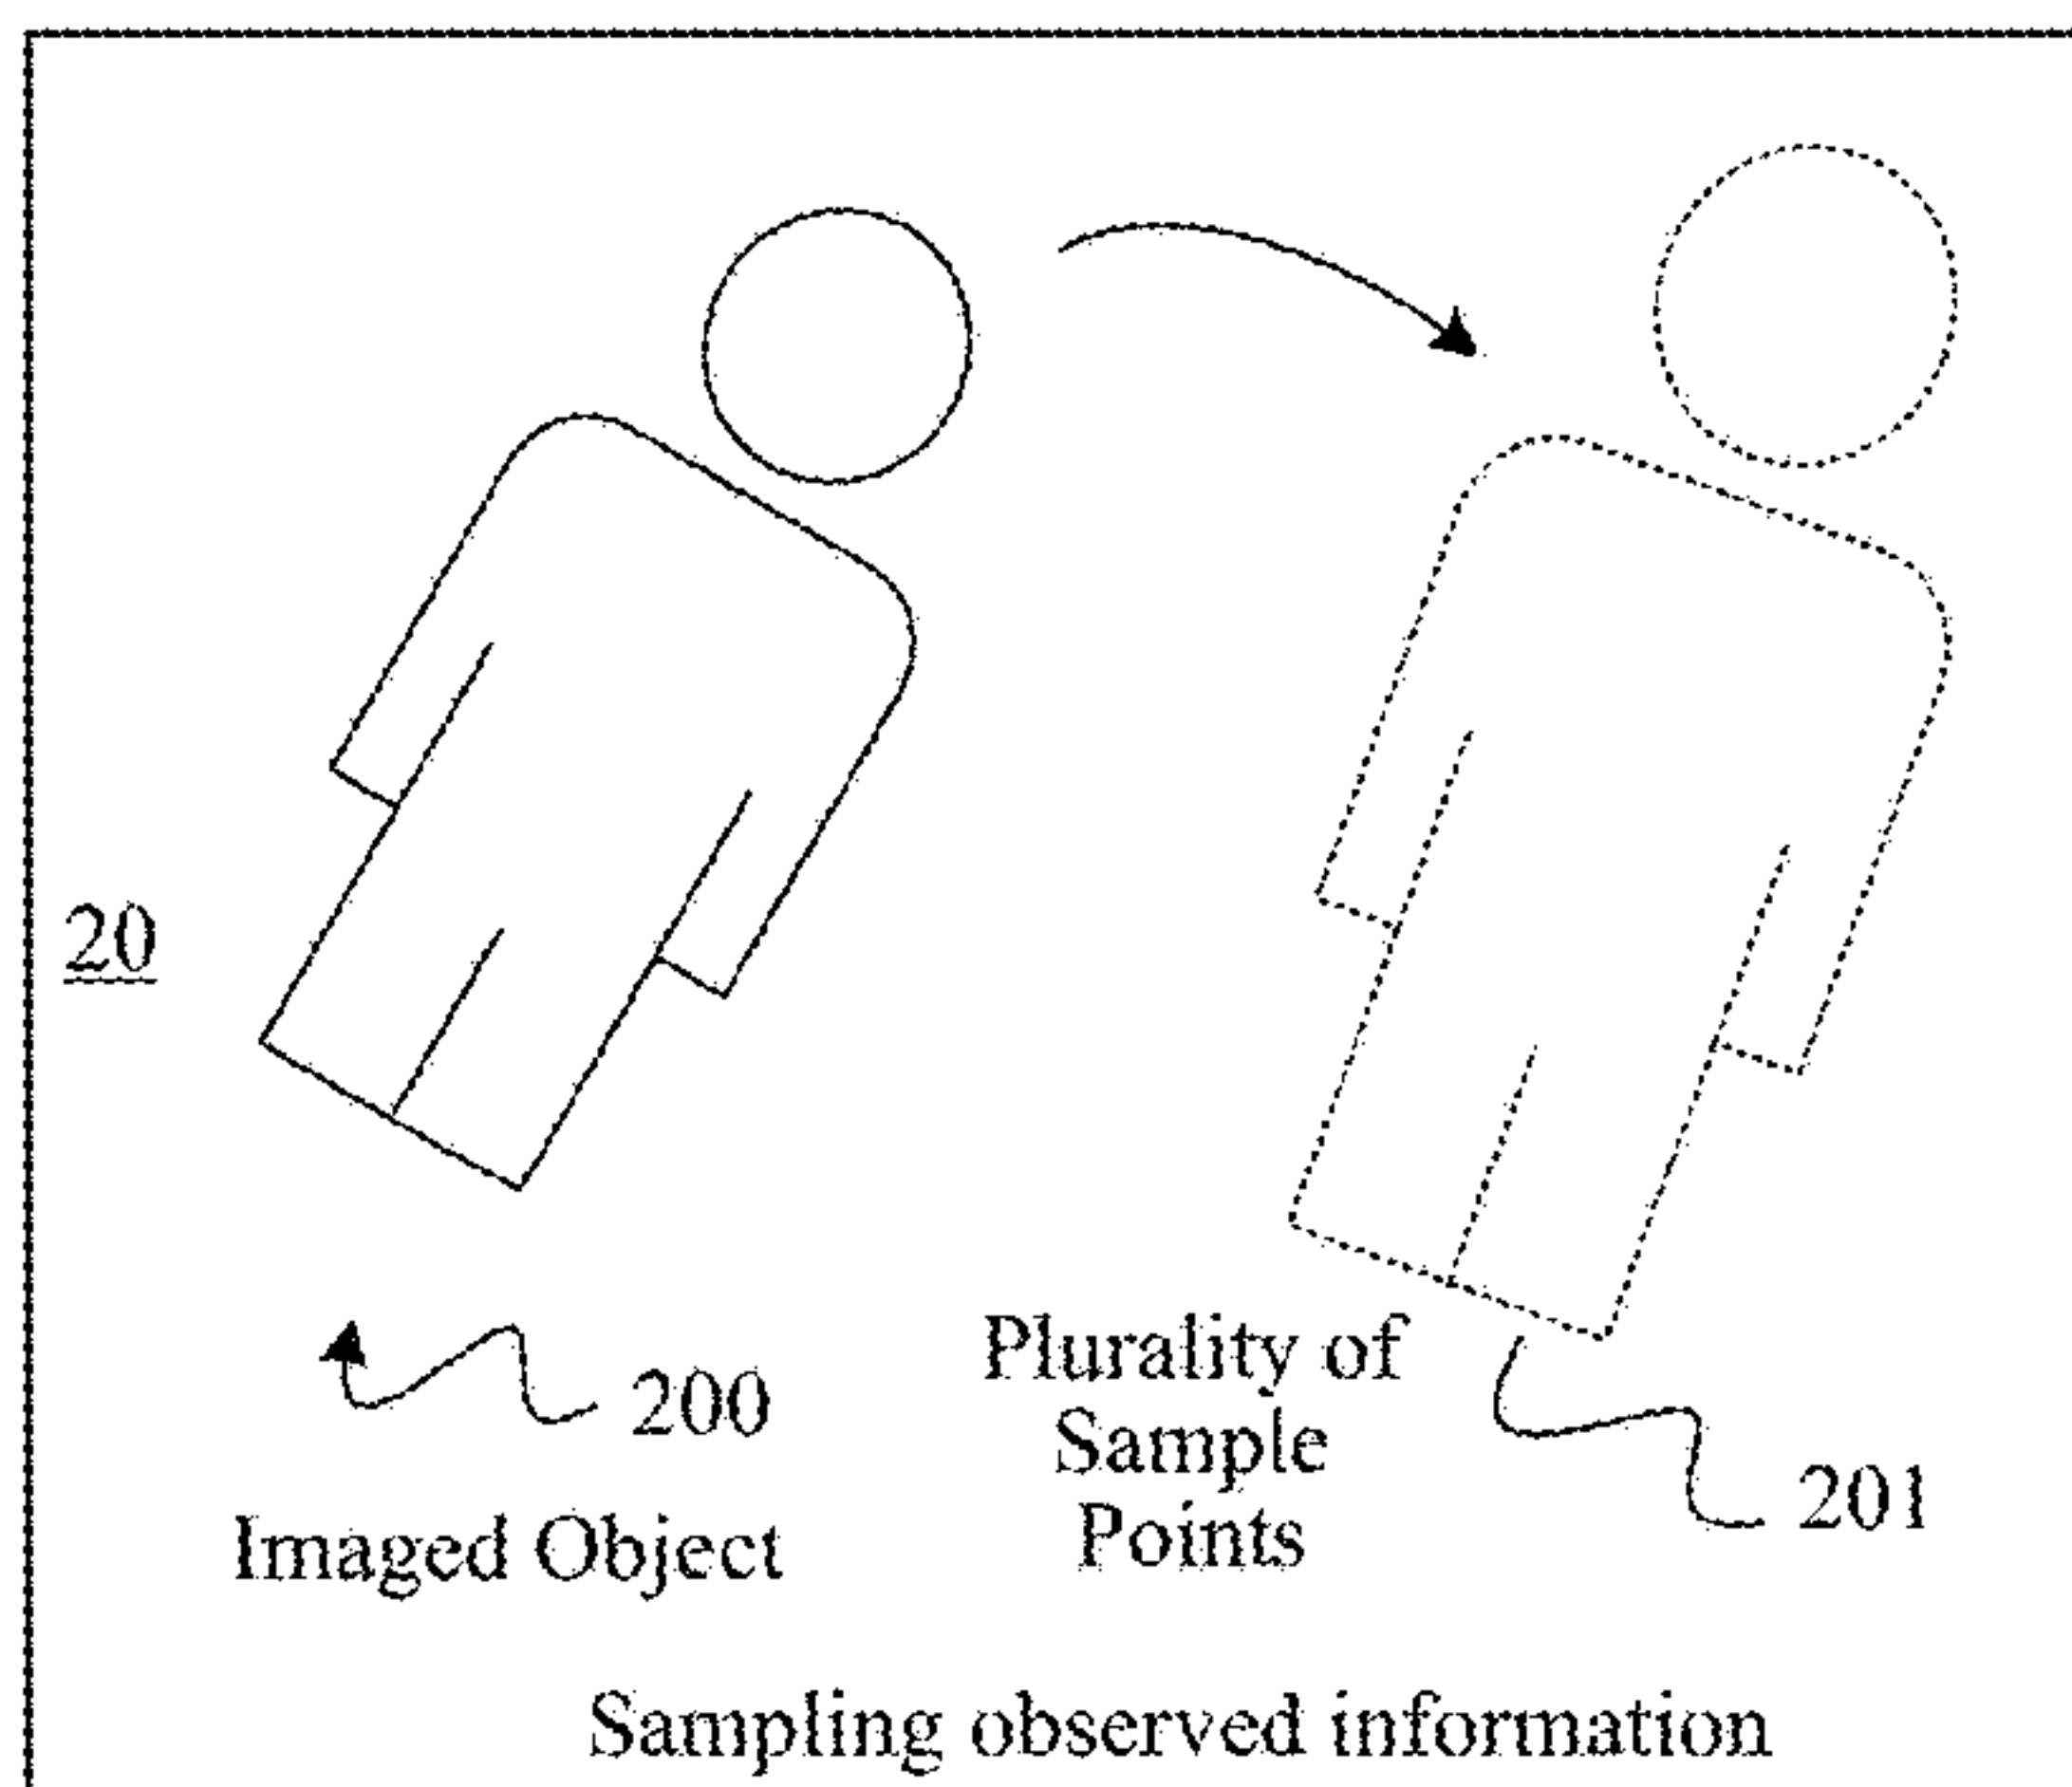 20
200
Imaged Object
Plurality of
Sample
Points
201
Sampling observed information